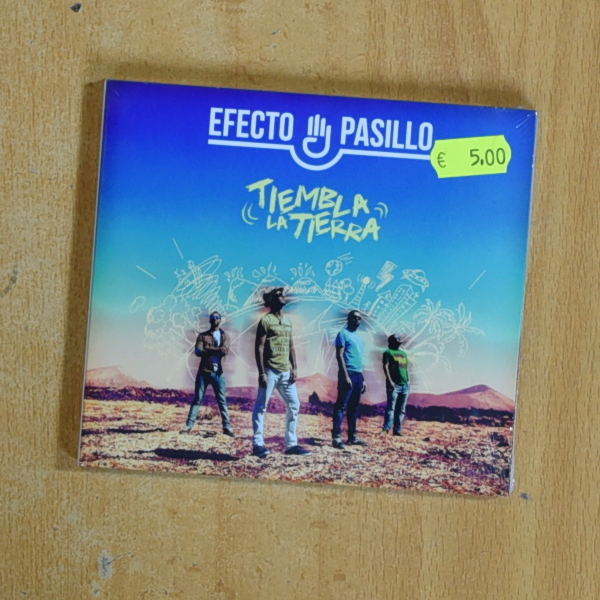 EFECTO PASILLO
€ 5,00
TIEMBLA
LA TIERRA